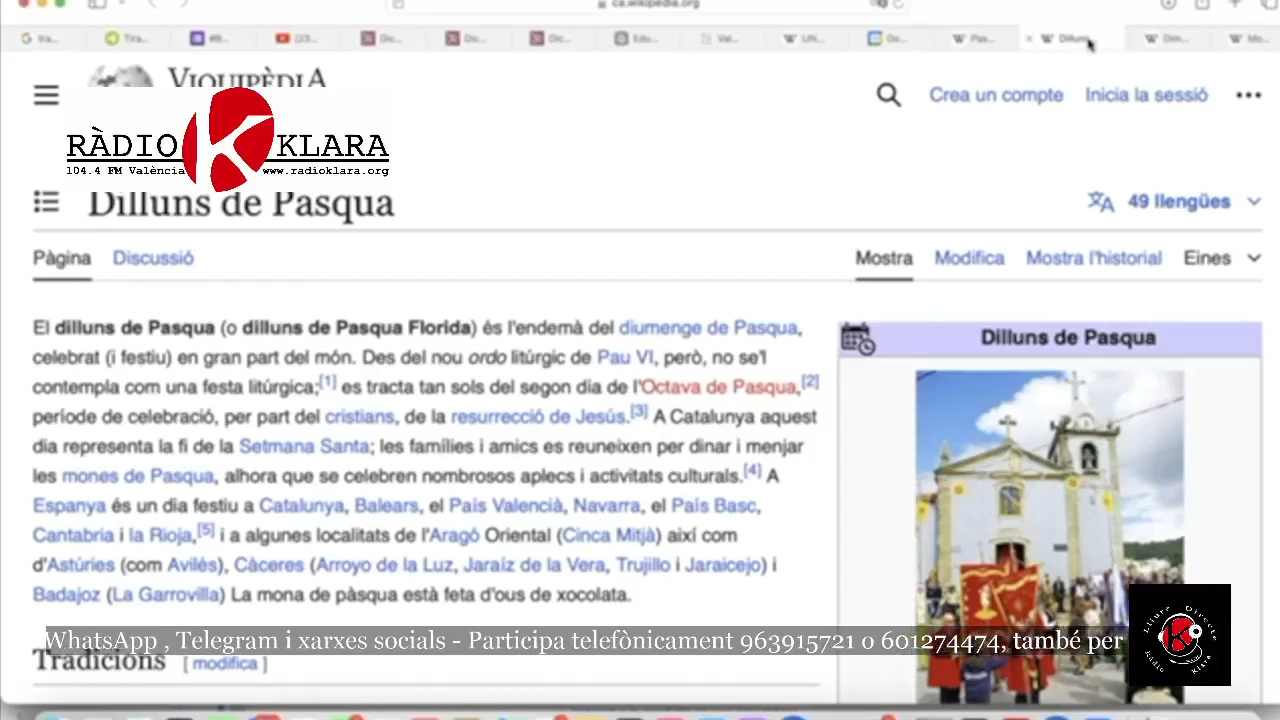 ca.wikipedia.org
VIQUIPÈDIA
Crea un compte Inicia la sessió
RÀDIO KLARA
104.4 FM València www.radioklara.org
Dilluns de Pasqua
49 llengües
Pàgina Discussió Mostra Modifica Mostra l'historial Eines
El dilluns de Pasqua (o dilluns de Pasqua Florida) és l'endemà del diumenge de Pasqua,
celebrat (i festiu) en gran part del món. Des del nou ordo litúrgic de Pau VI, però, no se'l
contempla com una festa litúrgica;[1] es tracta tan sols del segon dia de l'Octava de Pasqua,[2]
període de celebració, per part del cristians, de la resurrecció de Jesús.[3] A Catalunya aquest
dia representa la fi de la Setmana Santa; les famílies i amics es reuneixen per dinar i menjar
les mones de Pasqua, alhora que se celebren nombrosos aplecs i activitats culturals.[4] A
Espanya és un dia festiu a Catalunya, Balears, el País Valencià, Navarra, el País Basc,
Cantabria i la Rioja,[5] i a algunes localitats de l'Aragó Oriental (Cinca Mitjà) així com
d'Astúries (com Avilés), Càceres (Arroyo de la Luz, Jaraíz de la Vera, Trujillo i Jaraicejo) i
Badajoz (La Garrovilla) La mona de pàsqua està feta d'ous de xocolata.
Dilluns de Pasqua
WhatsApp , Telegram i xarxes socials - Participa telefònicament 963915721 o 601274474, també per
Tradicions [ modifica ]
Lliure Directe
Ràdio Klara